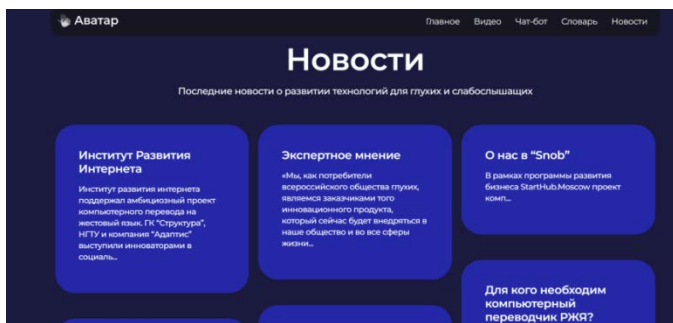 Аватар
Главное Видео Чат-бот Словарь Новости
Новости
Последние новости о развитии технологий для глухих и слабослышащих
Институт Развития
Интернета
Институт развития интернета
поддержал амбициозный проект
компьютерного перевода на
жестовый язык. ГК "Структура",
НГТУ и компания "Адаптис"
выступили инноваторами в
социаль...
Экспертное мнение
«Мы, как потребители
всероссийского общества глухих,
являемся заказчиками того
инновационного продукта,
который сейчас будет внедряться в
наше общество и во все сферы
жизни...
О нас в "Snob"
В рамках программы развития
бизнеса StartHub.Moscow проект
комп...
Для кого необходим
компьютерный
переводчик РЖЯ?